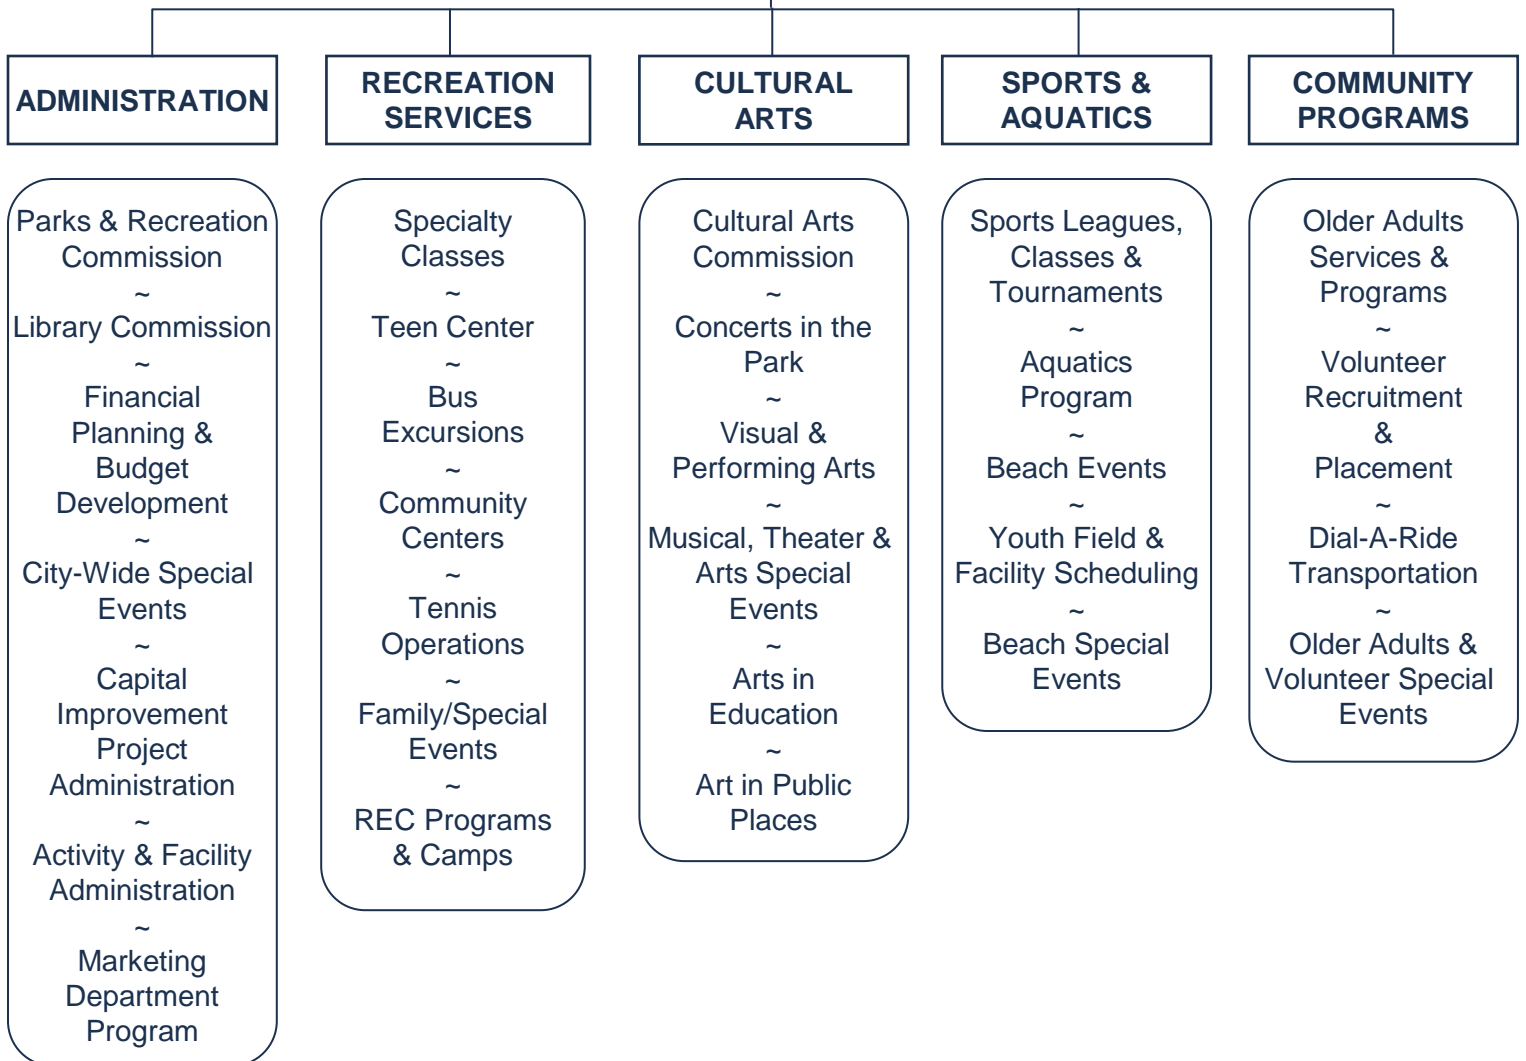 ADMINISTRATION
Parks & Recreation
Commission
~
Library Commission
~
Financial
Planning &
Budget
Development
~
City-Wide Special
Events
~
Capital
Improvement
Project
Administration
~
Activity & Facility
Administration
~
Marketing
Department
Program
RECREATION
SERVICES
Specialty
Classes
~
Teen Center
~
Bus
Excursions
~
Community
Centers
~
Tennis
Operations
~
Family/Special
Events
~
REC Programs
& Camps
CULTURAL
ARTS
Cultural Arts
Commission
~
Concerts in the
Park
~
Visual &
Performing Arts
~
Musical, Theater &
Arts Special
Events
~
Arts in
Education
~
Art in Public
Places
SPORTS &
AQUATICS
Sports Leagues,
Classes &
Tournaments
~
Aquatics
Program
~
Beach Events
~
Youth Field &
Facility Scheduling
~
Beach Special
Events
COMMUNITY
PROGRAMS
Older Adults
Services &
Programs
~
Volunteer
Recruitment
&
Placement
~
Dial-A-Ride
Transportation
~
Older Adults &
Volunteer Special
Events